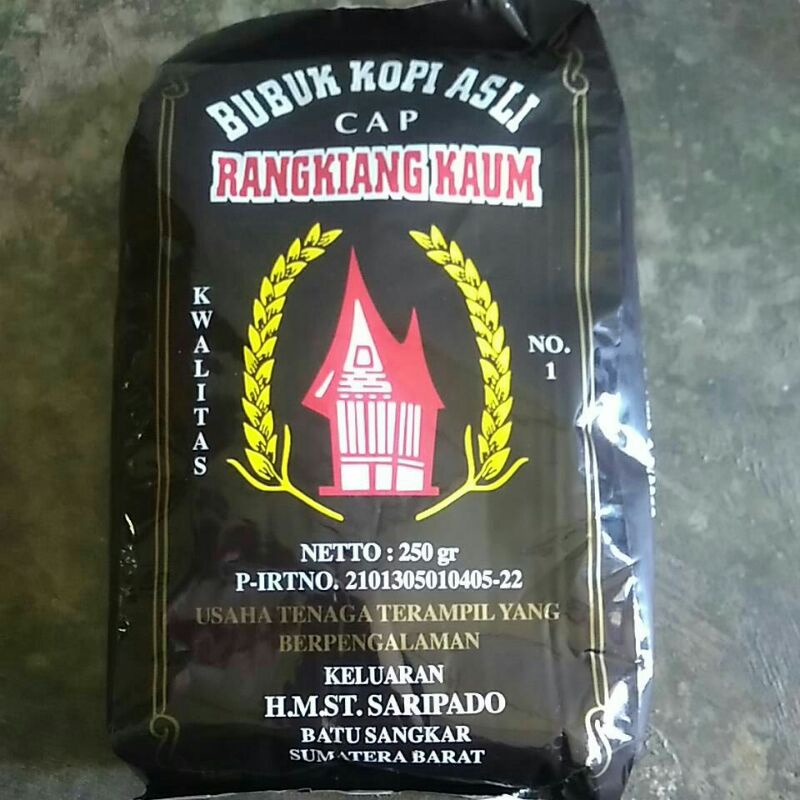 BUBUK KOPI ASLI
CAP
RANGKIANG KAUM
KWALITAS
NO.
1
NETTO : 250 gr
P-IRTNO. 2101305010405-22
USAHA TENAGA TERAMPIL YANG
BERPENGALAMAN
KELUARAN
H.M.ST. SARIPADO
BATU SANGKAR
SUMATERA BARAT